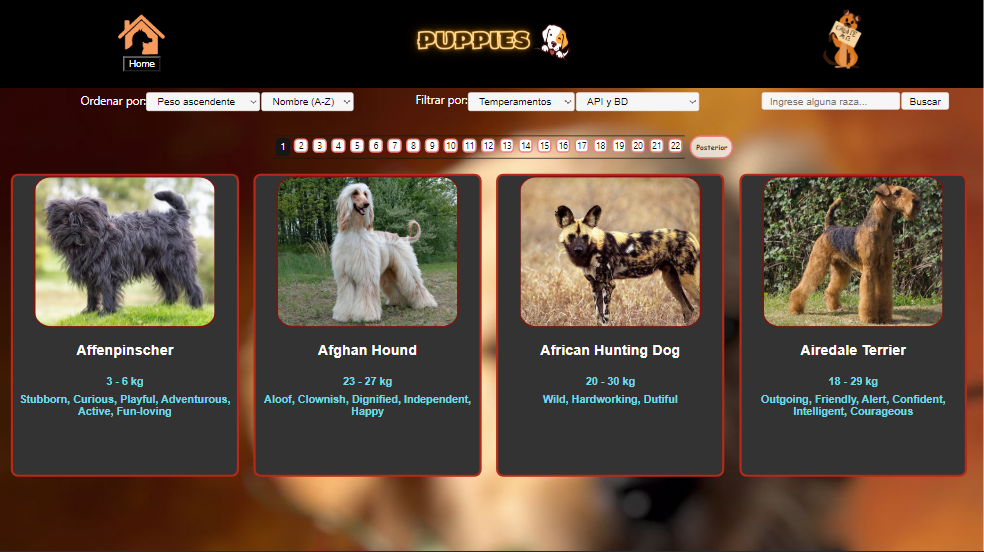 Home
PUPPIES
CREATE
Ordenar por: Peso ascendente Nombre (A-Z)
Filtrar por: Temperamentos API y BD
Ingrese alguna raza... Buscar
1 2 3 4 5 6 7 8 9 10 11 12 13 14 15 16 17 18 19 20 21 22 Posterior
Affenpinscher
3 - 6 kg
Stubborn, Curious, Playful, Adventurous,
Active, Fun-loving
Afghan Hound
23 - 27 kg
Aloof, Clownish, Dignified, Independent,
Happy
African Hunting Dog
20 - 30 kg
Wild, Hardworking, Dutiful
Airedale Terrier
18 - 29 kg
Outgoing, Friendly, Alert, Confident,
Intelligent, Courageous